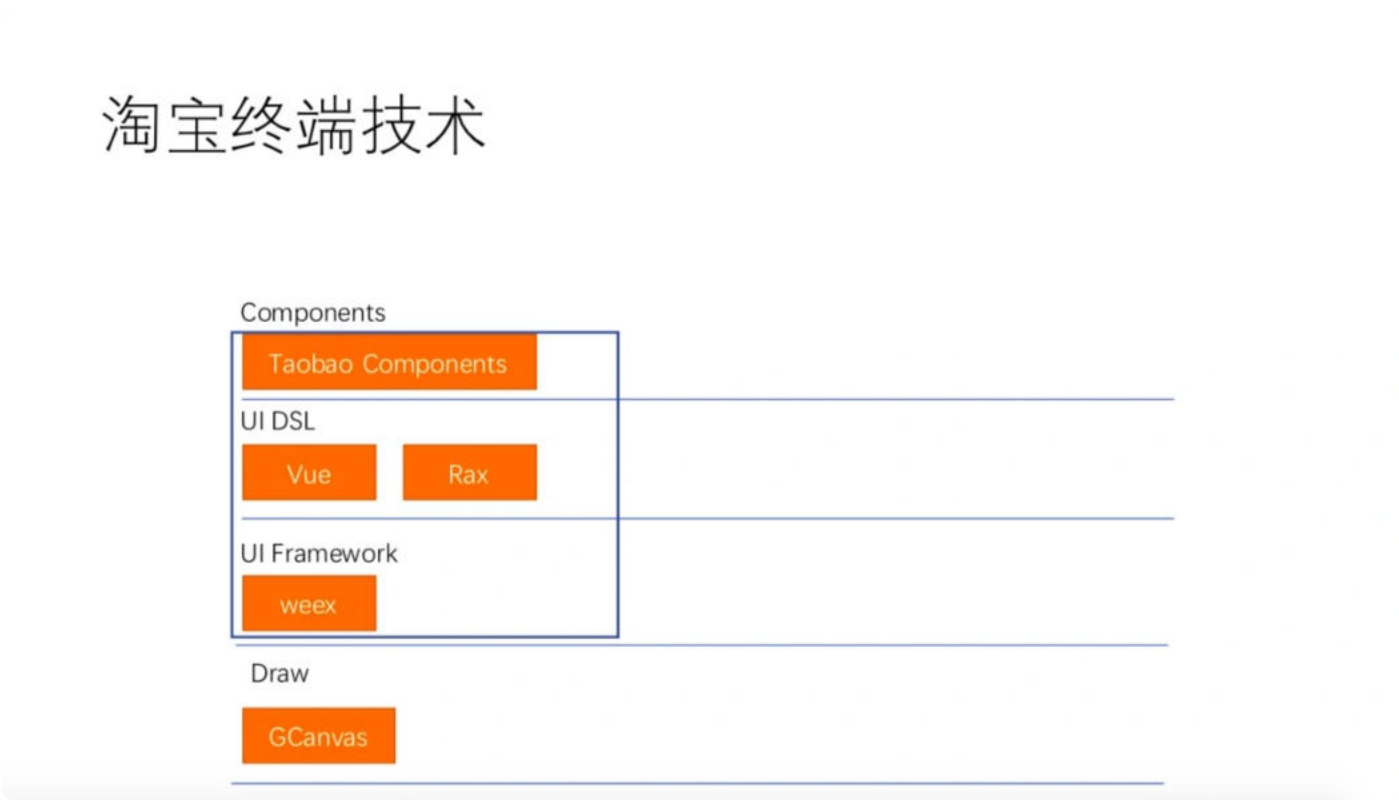 淘宝终端技术
Components
Taobao Components
UI DSL
Vue Rax
UI Framework
weex
Draw
GCanvas